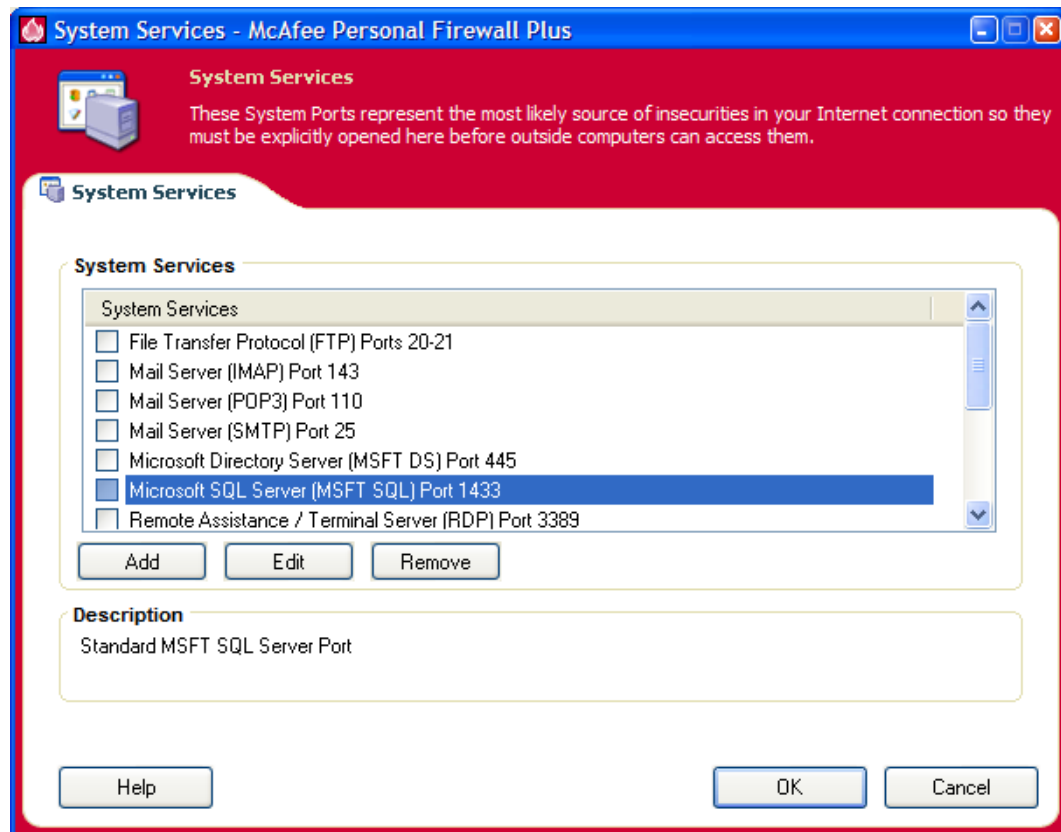 System Services - McAfee Personal Firewall Plus
System Services
These System Ports represent the most likely source of insecurities in your Internet connection so they
must be explicitly opened here before outside computers can access them.
System Services
System Services
System Services
File Transfer Protocol (FTP) Ports 20-21
Mail Server (IMAP) Port 143
Mail Server (POP3) Port 110
Mail Server (SMTP) Port 25
Microsoft Directory Server (MSFT DS) Port 445
Microsoft SQL Server (MSFT SQL) Port 1433
Remote Assistance / Terminal Server (RDP) Port 3389
Add Edit Remove
Description
Standard MSFT SQL Server Port
Help OK Cancel